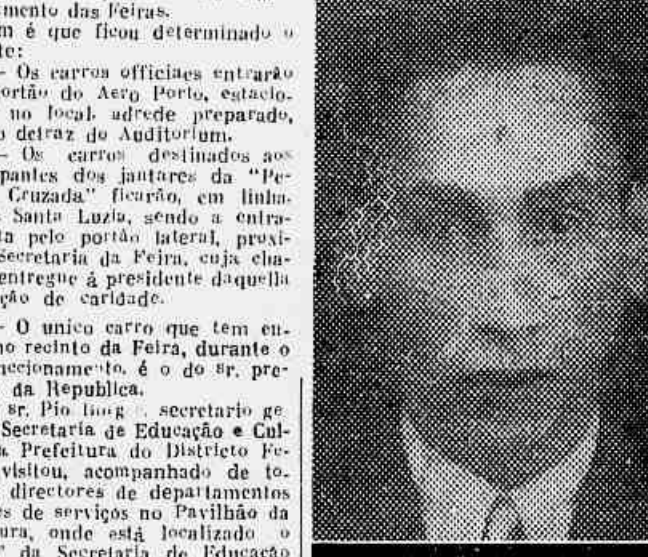 mento das Feiras.
m é que ficou determinado o
te:
- Os carros officiaes entrarão
ortão do Aero Porto, estacio-
no local, adrede preparado,
o detraz do Auditorium.
- Os carros destinados aos
pantes dos jantares da "Pe-
Cruzada" ficarão, em linha.
Santa Luzia, sendo a entra-
ta pelo portão lateral, proxi-
Secretaria da Feira, cuja cha-
entregue á presidente daquella
ção de caridade.
- O unico carro que tem en-
no recinto da Feira, durante o
nccionamento, é o do sr. pre-
da Republica.
sr. Pio secretario ge
Secretaria de Educação e Cul-
a Prefeitura do Districto Fe-
visitou, acompanhado de to-
directores de departamentos
es de serviços no Pavilhão da
ura, onde está localizado o
da Secretaria de Educação